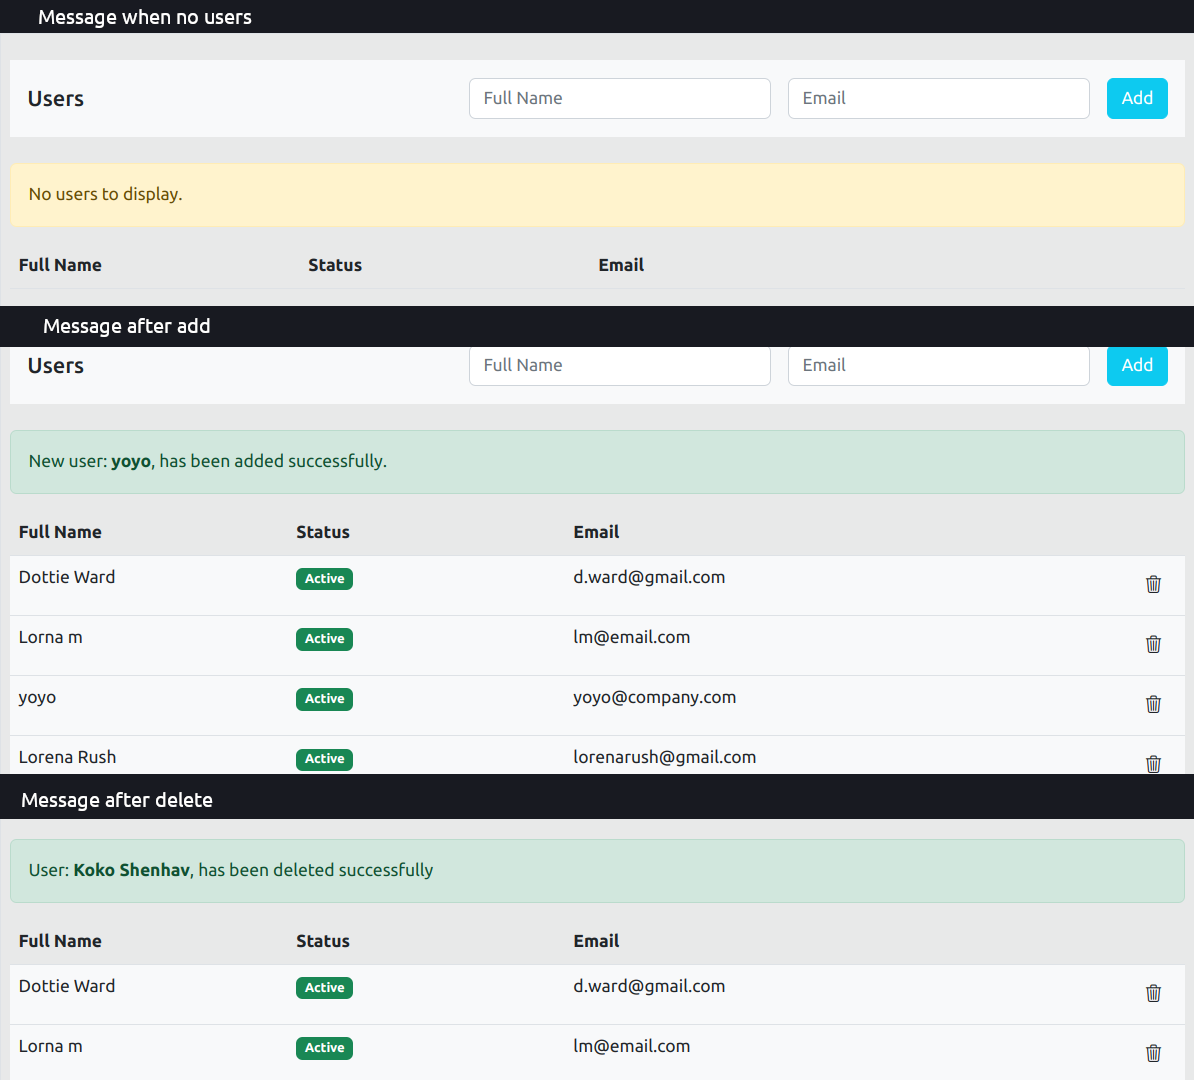 Message when no users
Users Full Name Email Add
No users to display.
Full Name Status Email
Message after add
Users Full Name Email Add
New user: yoyo, has been added successfully.
Full Name Status Email
Dottie Ward Active d.ward@gmail.com
Lorna m Active lm@email.com
yoyo Active yoyo@company.com
Lorena Rush Active lorenarush@gmail.com
Message after delete
User: Koko Shenhav, has been deleted successfully
Full Name Status Email
Dottie Ward Active d.ward@gmail.com
Lorna m Active lm@email.com